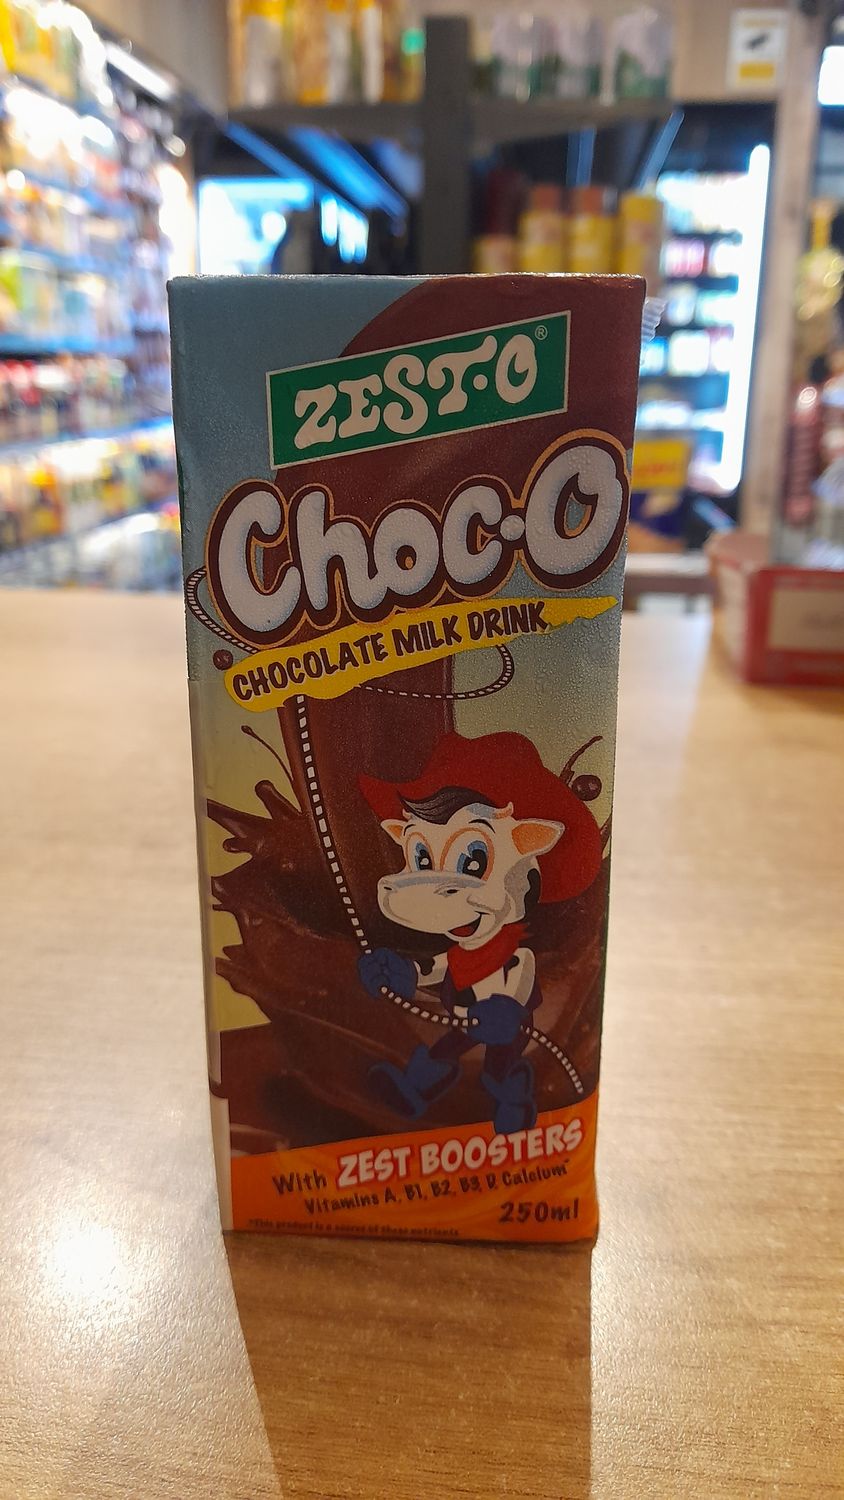 ZEST·O®
Choc·O
CHOCOLATE MILK DRINK
With ZEST BOOSTERS
Vitamins A, B1, B2, B3, D, Calcium*
250ml
*This product is a source of these nutrients